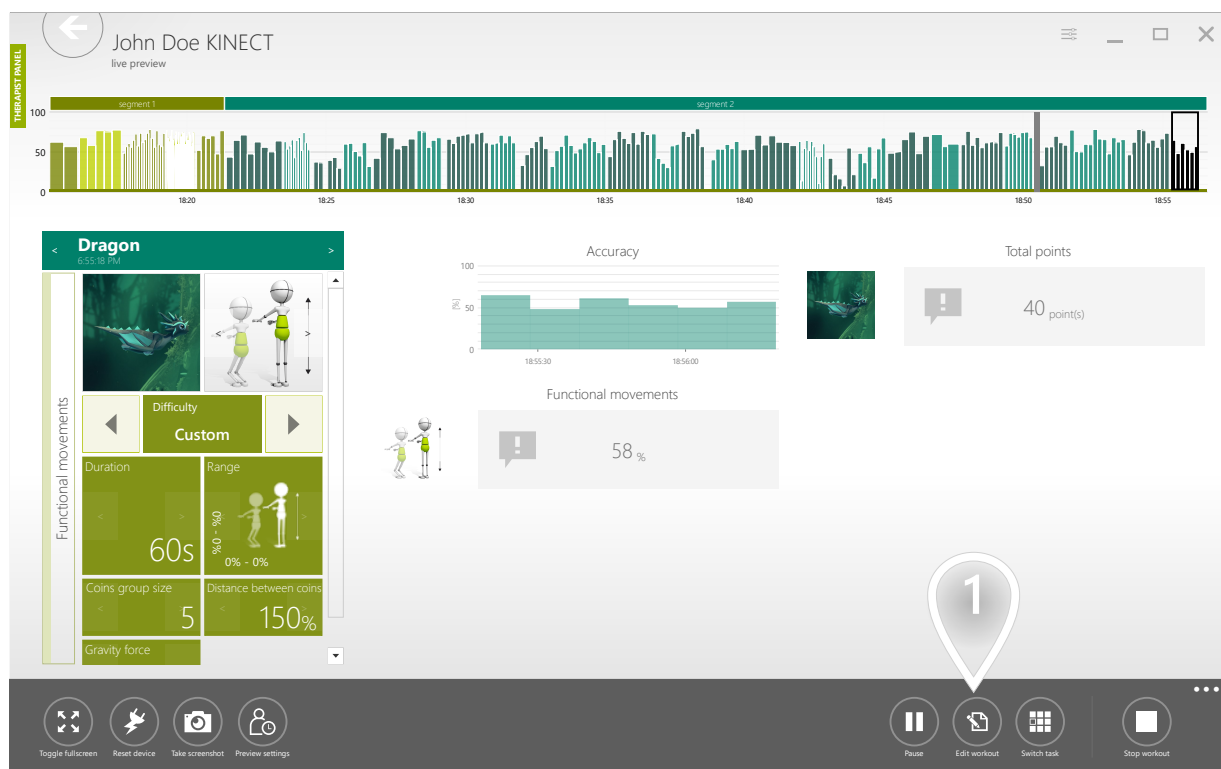 John Doe KINECT
live preview
THERAPIST PANEL
segment 1
segment 2
100
50
0
18:20
18:25
18:30
18:35
18:40
18:45
18:50
18:55
< Dragon >
6:55:18 PM
Functional movements
< >
Difficulty
Custom
Duration
< >
60s
Range
< >
0% - 0%
0% - 0%
Coins group size
< >
5
Distance between coins
< >
150%
Gravity force
Accuracy
[%]
100
50
0
18:55:30
18:56:00
Total points
! 40 point(s)
Functional movements
! 58 %
1
Toggle fullscreen
Reset device
Take screenshot
Preview settings
Pause
Edit workout
Switch task
Stop workout